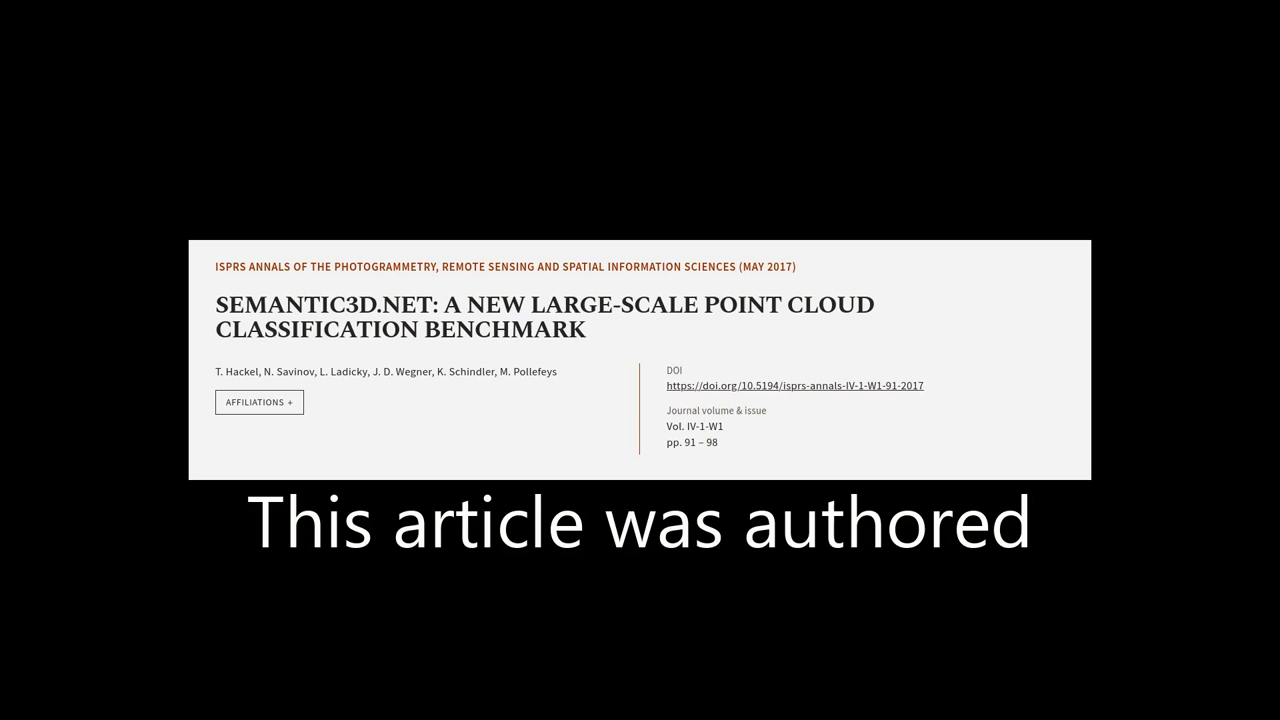 ISPRS ANNALS OF THE PHOTOGRAMMETRY, REMOTE SENSING AND SPATIAL INFORMATION SCIENCES (MAY 2017)
SEMANTIC3D.NET: A NEW LARGE-SCALE POINT CLOUD
CLASSIFICATION BENCHMARK
T. Hackel, N. Savinov, L. Ladicky, J. D. Wegner, K. Schindler, M. Pollefeys
AFFILIATIONS +
DOI
https://doi.org/10.5194/isprs-annals-IV-1-W1-91-2017
Journal volume & issue
Vol. IV-1-W1
pp. 91 – 98
This article was authored